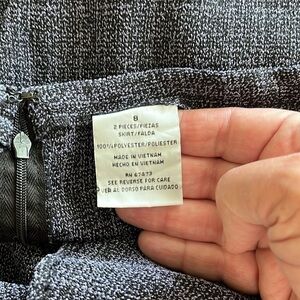 8
2 PIECES/PIEZAS
SKIRT/FALDA
100%POLYESTER/POLIESTER
MADE IN VIETNAM
HECHO EN VIETNAM
RN 67673
SEE REVERSE FOR CARE
VER AL DORSO PARA CUIDADO